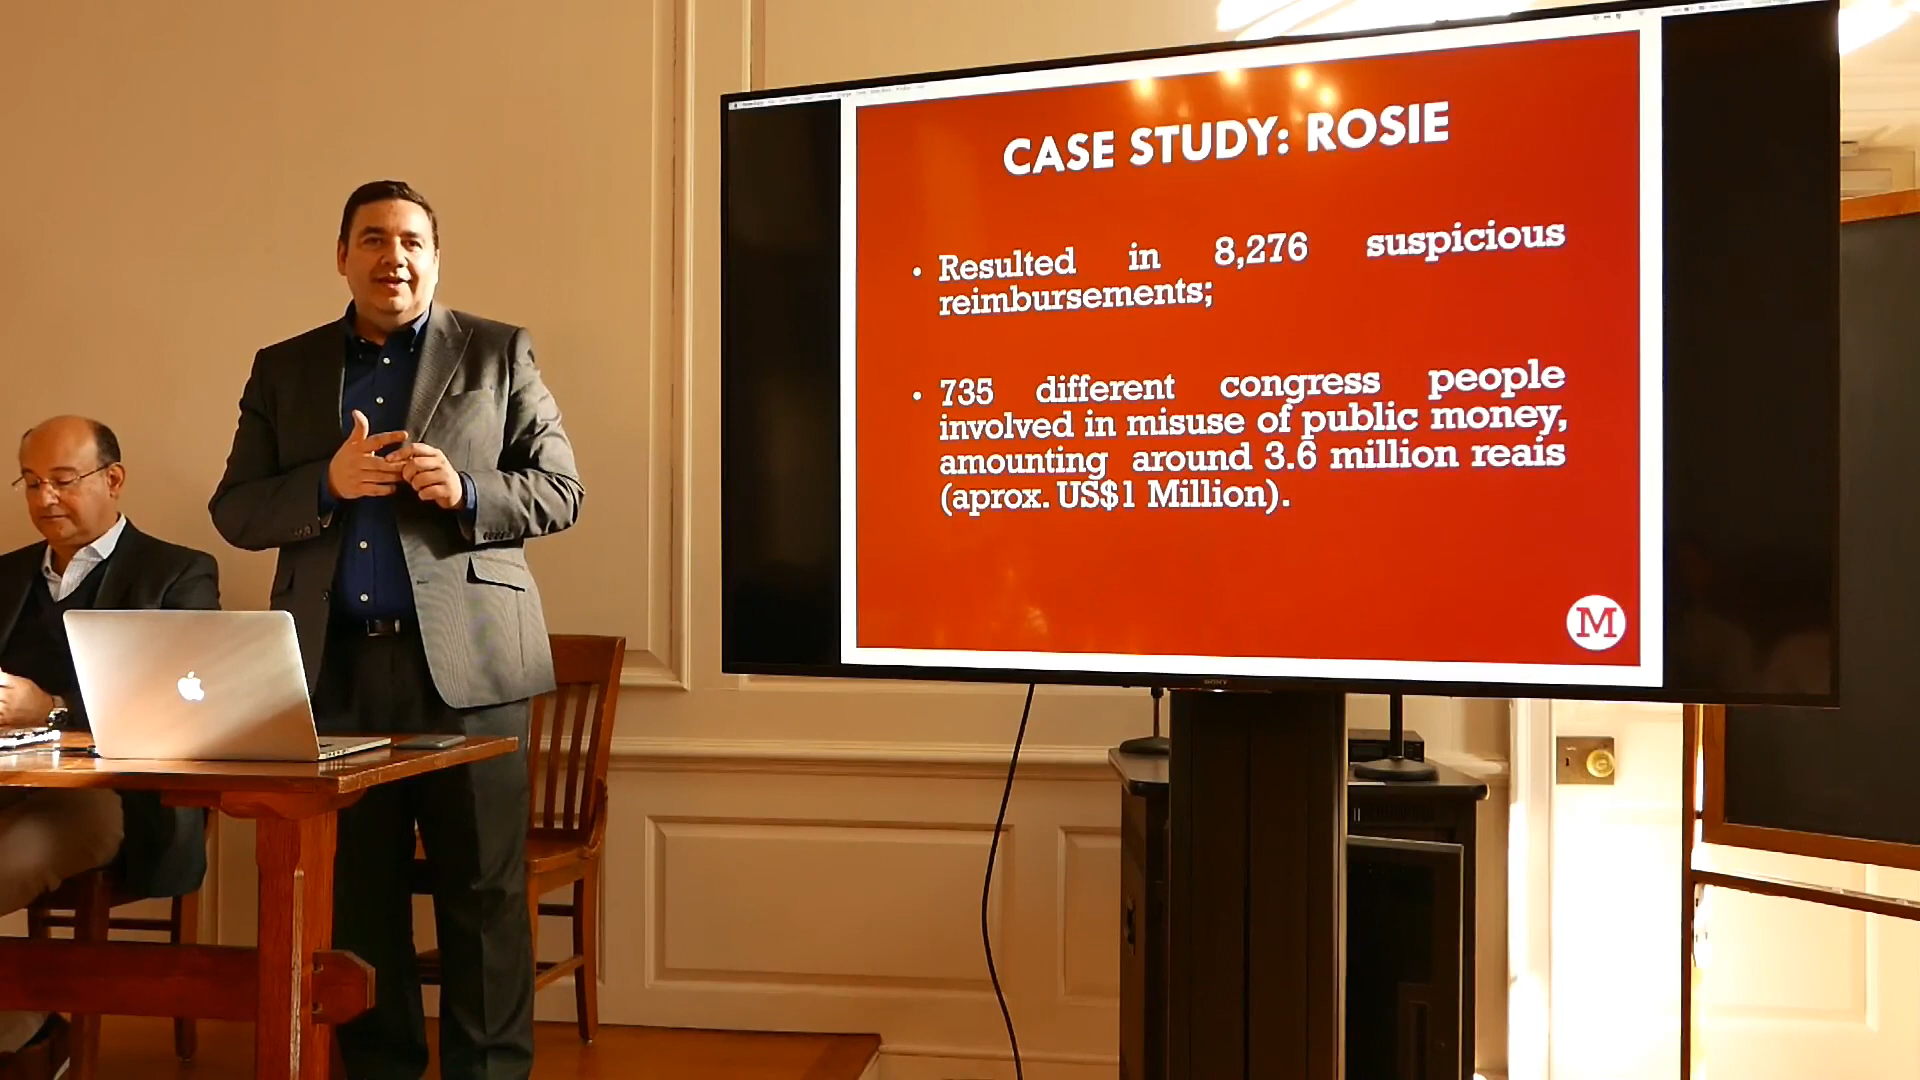 CASE STUDY: ROSIE
• Resulted in 8,276 suspicious
reimbursements;
• 735 different congress people
involved in misuse of public money,
amounting around 3.6 million reais
(aprox. US$1 Million).
M
SONY